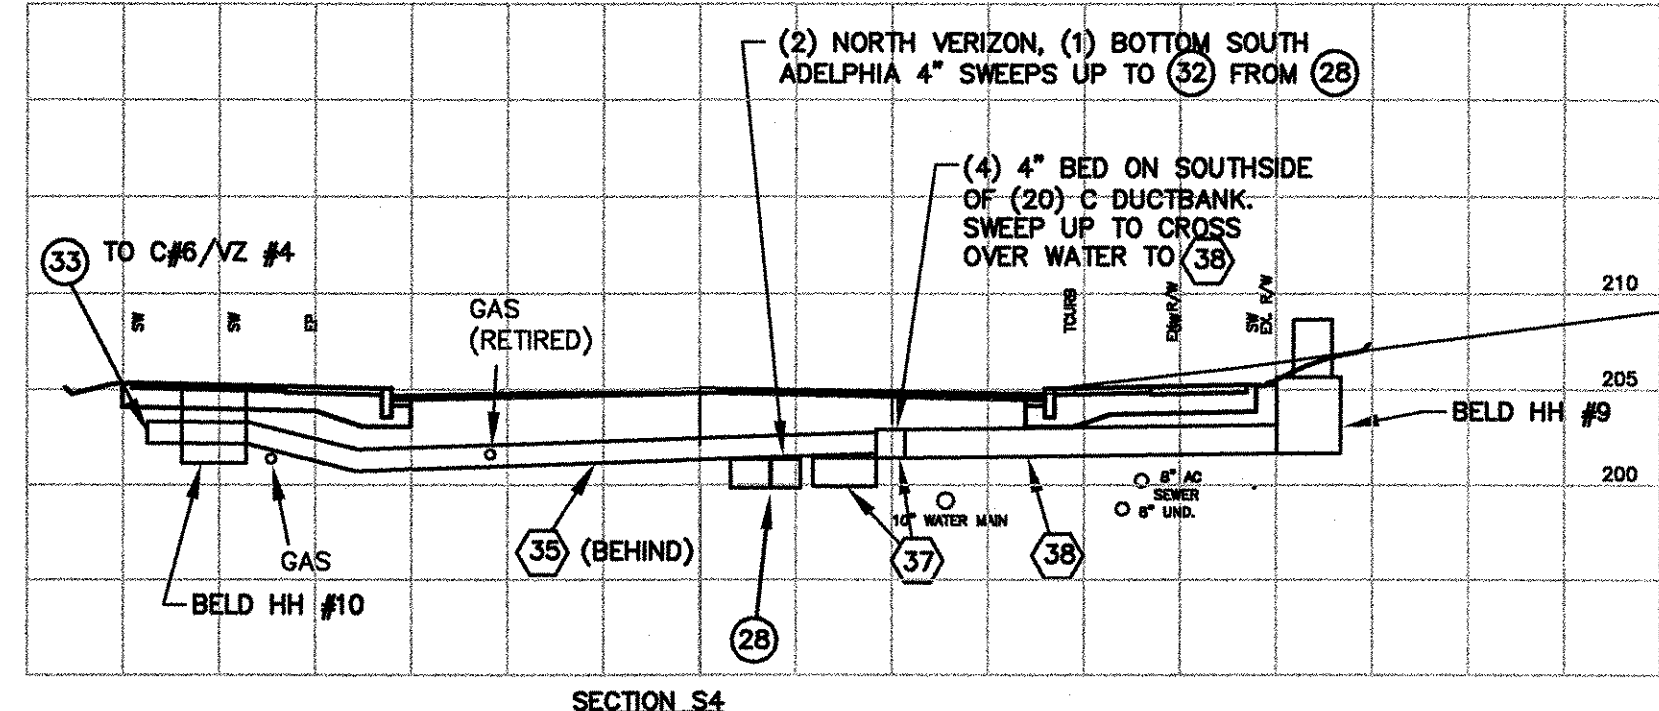 (2) NORTH VERIZON, (1) BOTTOM SOUTH
ADELPHIA 4" SWEEPS UP TO 32 FROM 28
(4) 4" BED ON SOUTHSIDE
OF (20) C DUCTBANK.
SWEEP UP TO CROSS
OVER WATER TO 38
33 TO C#6/VZ #4
SW
SW
EP
GAS
(RETIRED)
TCURB
SW
EX. R/W
210
205
BELD HH #9
200
8" AC
SEWER
8" UND.
10" WATER MAIN
35 (BEHIND)
37
38
GAS
BELD HH #10
28
SECTION S4